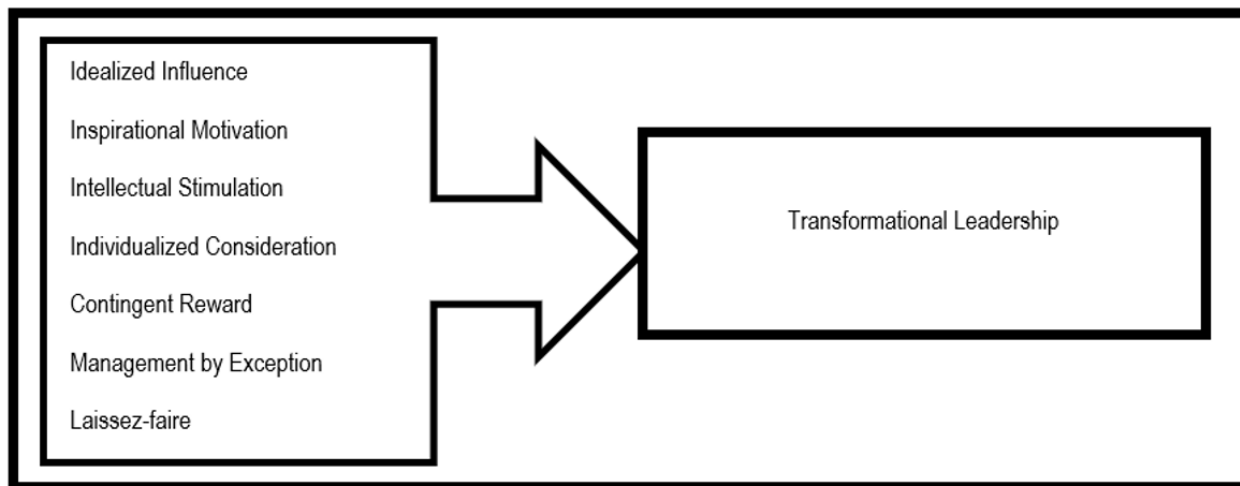 Idealized Influence
Inspirational Motivation
Intellectual Stimulation
Individualized Consideration
Contingent Reward
Management by Exception
Laissez-faire
Transformational Leadership